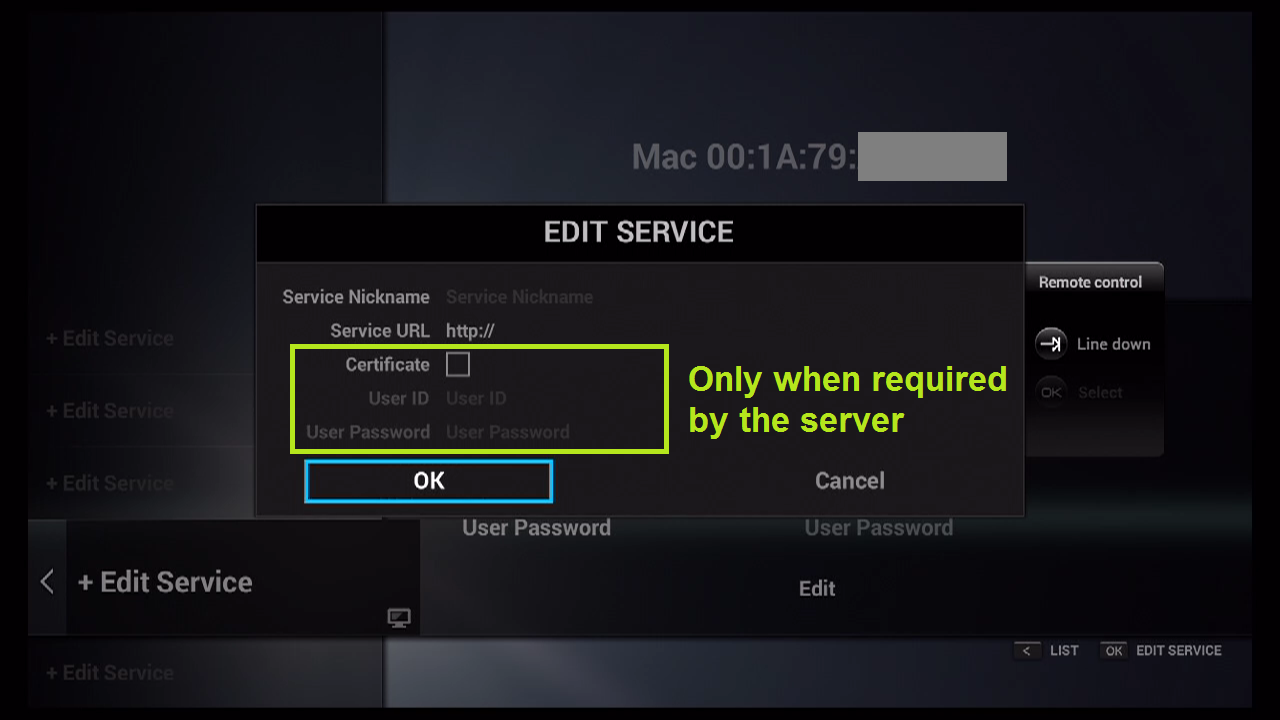 Mac 00:1A:79:
EDIT SERVICE
Service Nickname Service Nickname
Service URL http://
Certificate
User ID User ID
User Password User Password
OK Cancel
Only when required
by the server
Remote control
Line down
OK Select
+ Edit Service
+ Edit Service
+ Edit Service
+ Edit Service
User Password User Password
Edit
+ Edit Service
< LIST OK EDIT SERVICE